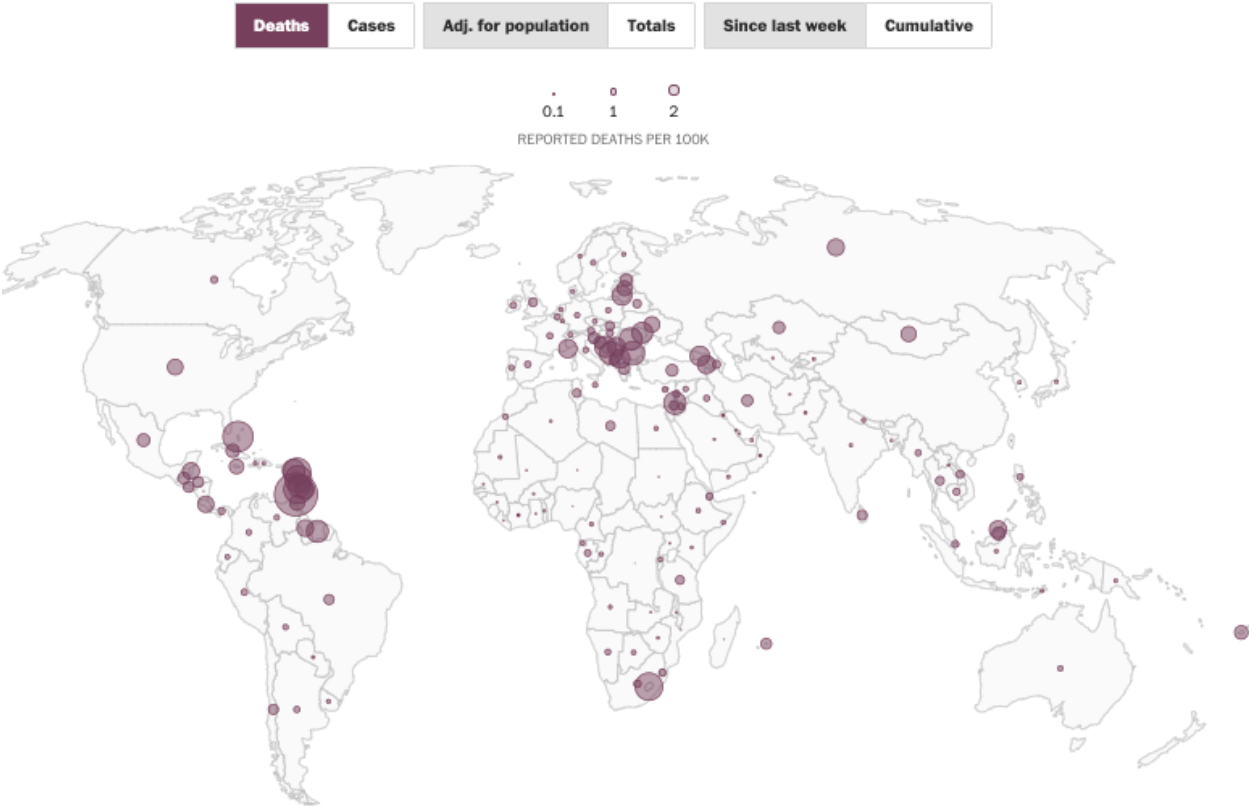 Deaths Cases Adj. for population Totals Since last week Cumulative
0.1 1 2
REPORTED DEATHS PER 100K